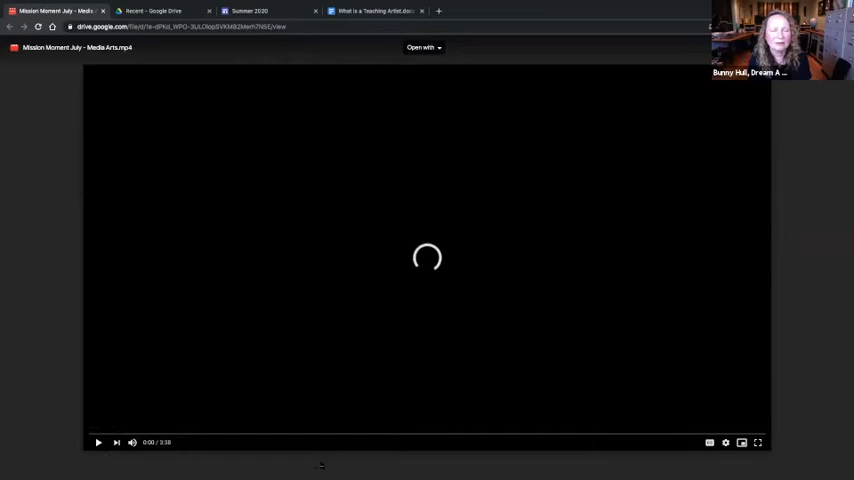 Mission Moment July - Media
Recent - Google Drive
Summer 2020
What is a Teaching Artist.docx
Mission Moment July - Media Arts.mp4
Open with
Bunny Hull, Dream A ...
0:00 / 3:38